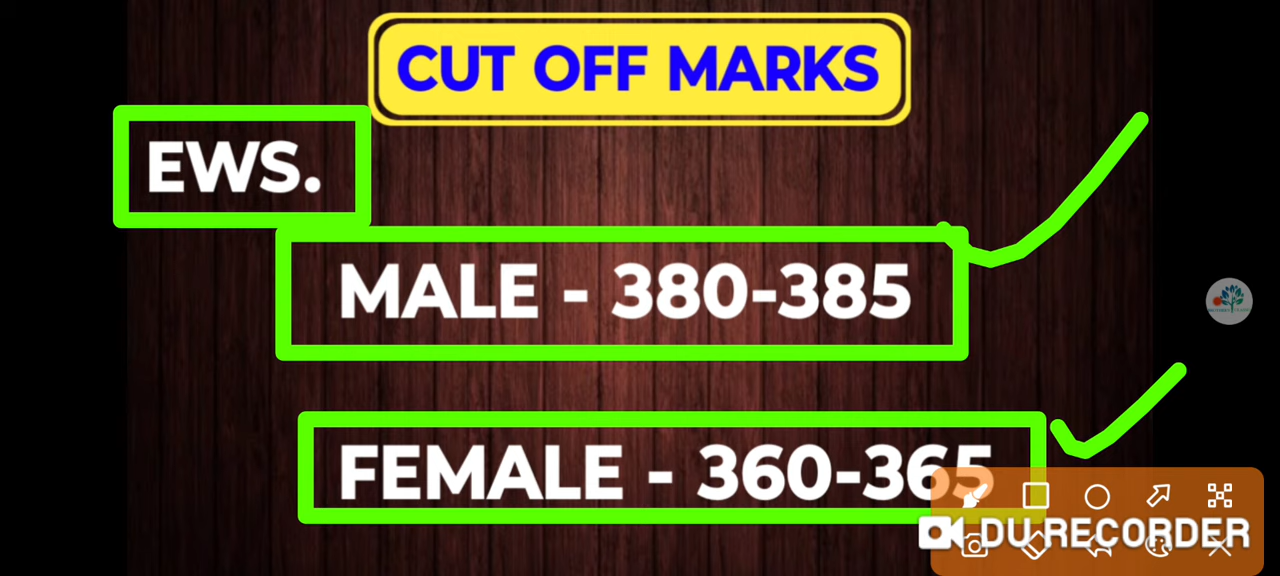 CUT OFF MARKS
EWS.
MALE - 380-385
FEMALE - 360-365
DU RECORDER